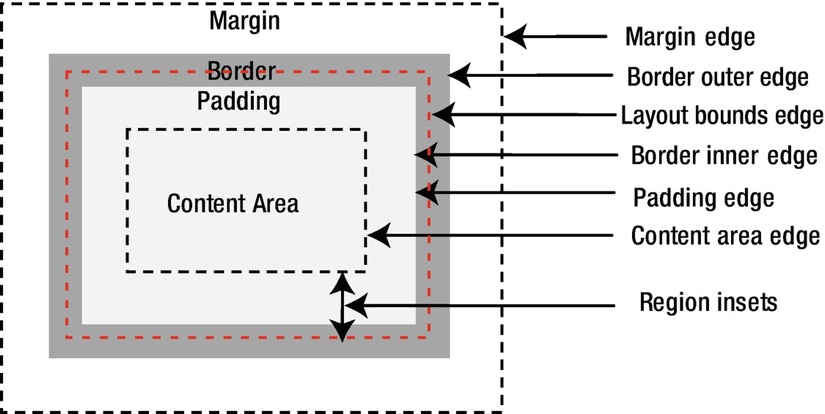 Margin
Border
Padding
Content Area
Margin edge
Border outer edge
Layout bounds edge
Border inner edge
Padding edge
Content area edge
Region insets